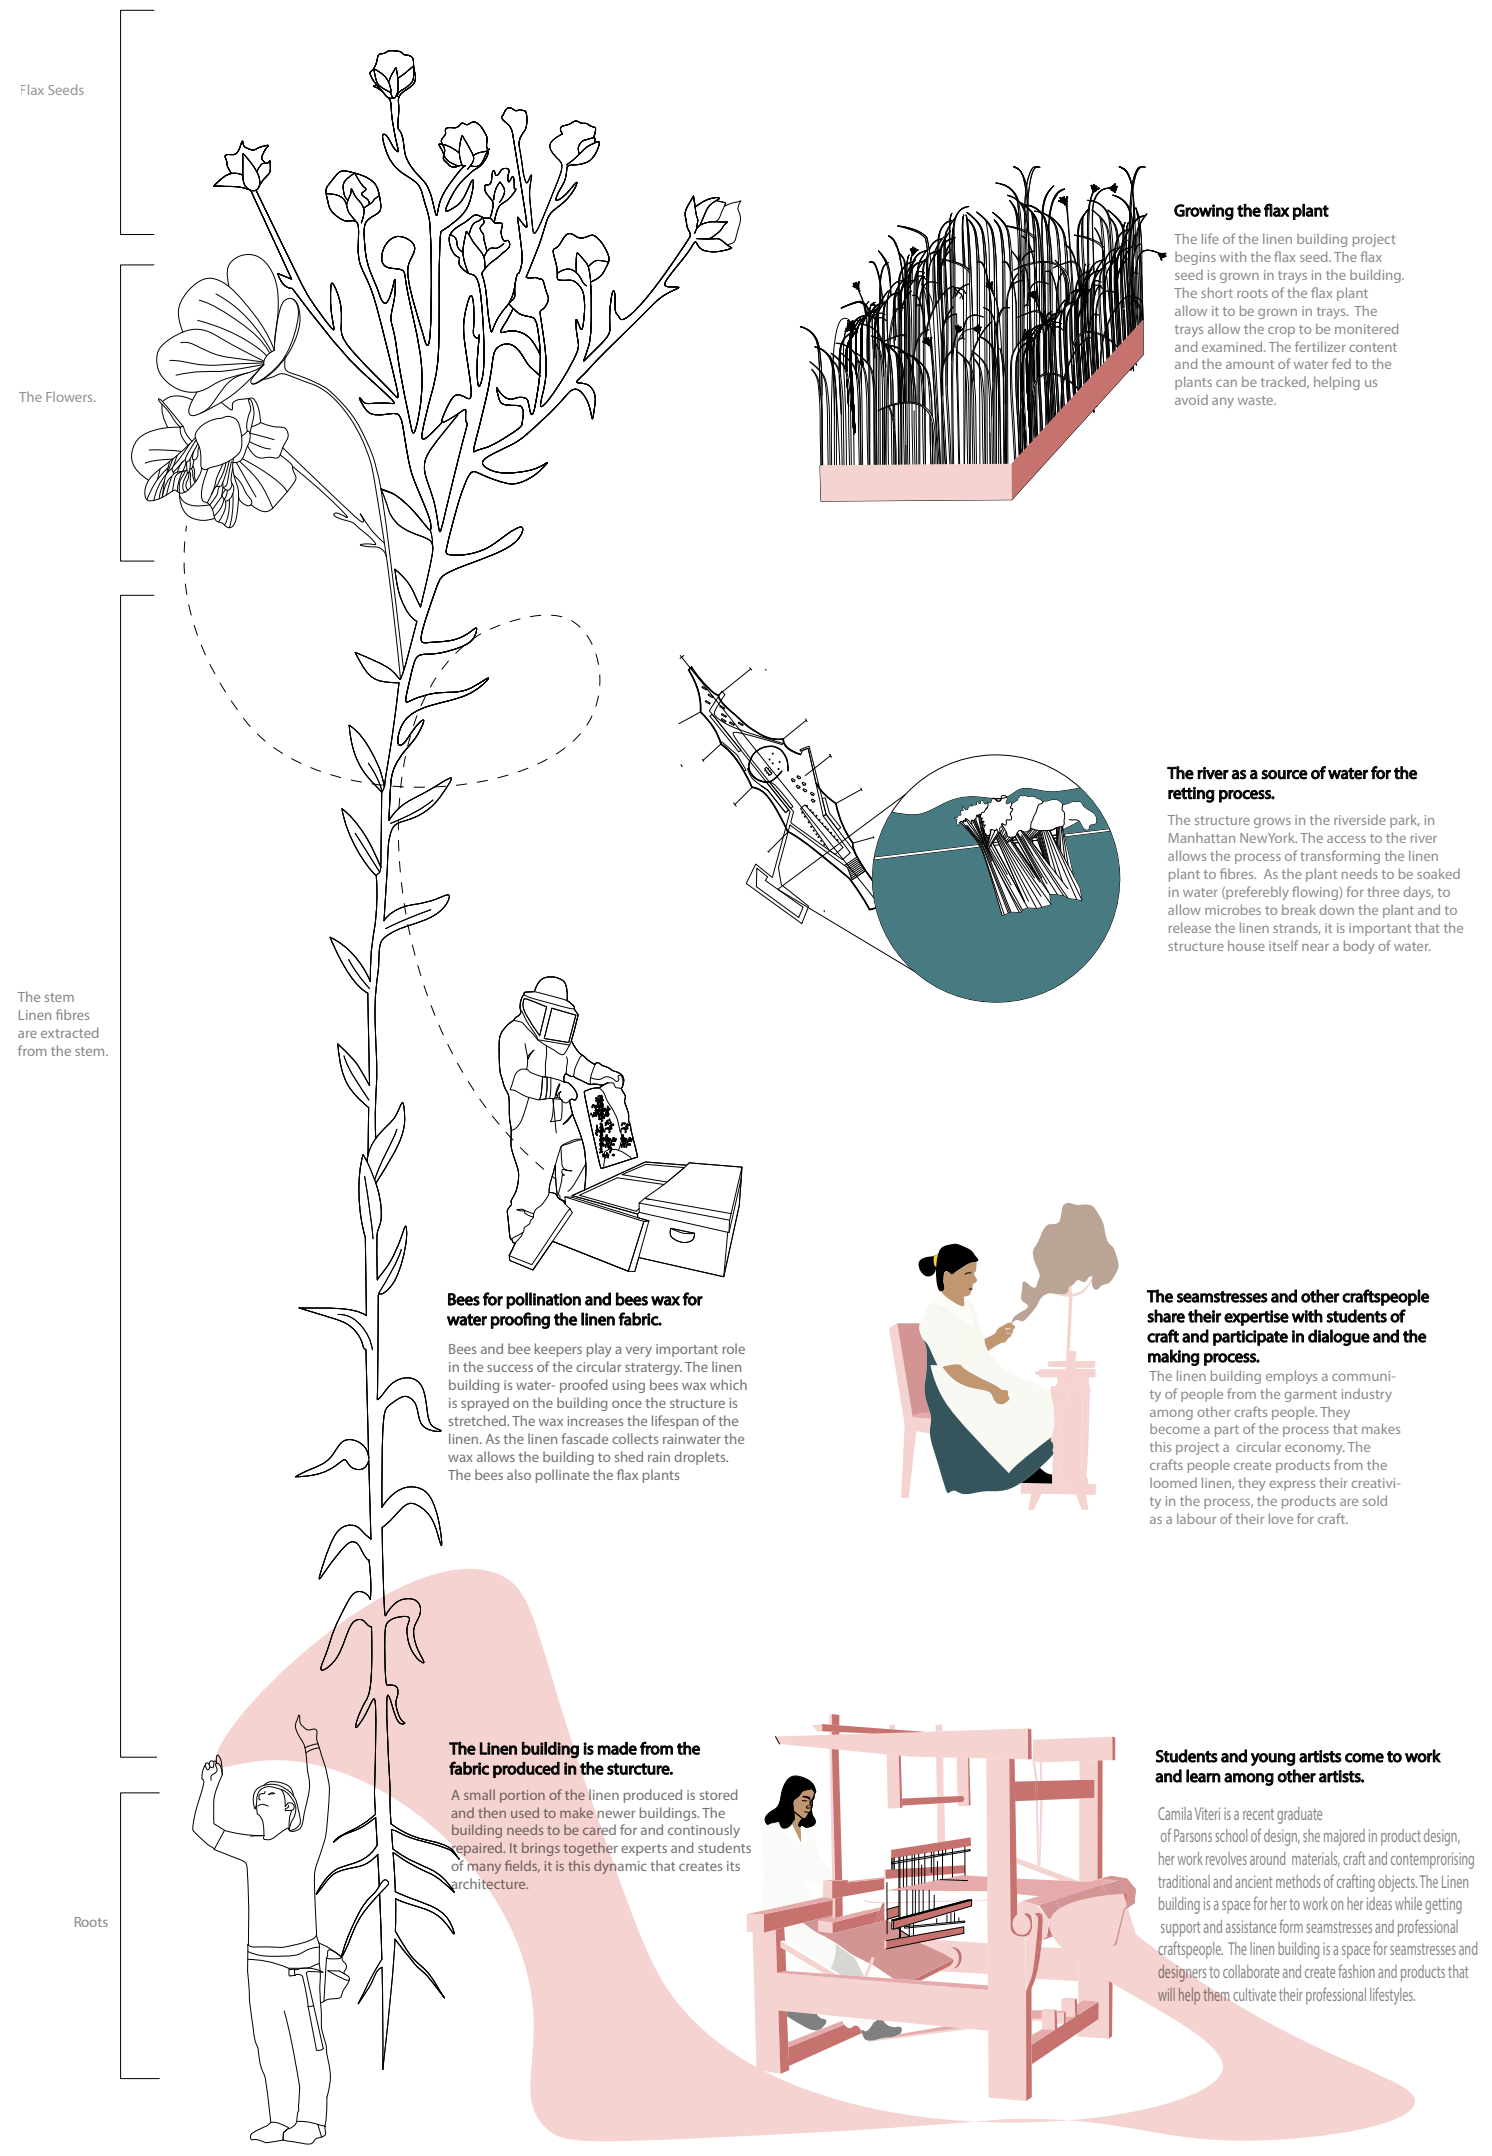 Flax Seeds
The Flowers.
The stem
Linen fibres
are extracted
from the stem.
Roots
Growing the flax plant
The life of the linen building project
begins with the flax seed. The flax
seed is grown in trays in the building.
The short roots of the flax plant
allow it to be grown in trays. The
trays allow the crop to be monitered
and examined. The fertilizer content
and the amount of water fed to the
plants can be tracked, helping us
avoid any waste.
The river as a source of water for the
retting process.
The structure grows in the riverside park, in
Manhattan NewYork. The access to the river
allows the process of transforming the linen
plant to fibres. As the plant needs to be soaked
in water (preferebly flowing) for three days, to
allow microbes to break down the plant and to
release the linen strands, it is important that the
structure house itself near a body of water.
Bees for pollination and bees wax for
water proofing the linen fabric.
Bees and bee keepers play a very important role
in the success of the circular stratergy. The linen
building is water- proofed using bees wax which
is sprayed on the building once the structure is
stretched. The wax increases the lifespan of the
linen. As the linen fascade collects rainwater the
wax allows the building to shed rain droplets.
The bees also pollinate the flax plants
The seamstresses and other craftspeople
share their expertise with students of
craft and participate in dialogue and the
making process.
The linen building employs a communi-
ty of people from the garment industry
among other crafts people. They
become a part of the process that makes
this project a circular economy. The
crafts people create products from the
loomed linen, they express their creativi-
ty in the process, the products are sold
as a labour of their love for craft.
The Linen building is made from the
fabric produced in the sturcture.
A small portion of the linen produced is stored
and then used to make newer buildings. The
building needs to be cared for and continously
repaired. It brings together experts and students
of many fields, it is this dynamic that creates its
architecture.
Students and young artists come to work
and learn among other artists.
Camila Viteri is a recent graduate
of Parsons school of design, she majored in product design,
her work revolves around materials, craft and contemprorising
traditional and ancient methods of crafting objects. The Linen
building is a space for her to work on her ideas while getting
support and assistance form seamstresses and professional
craftspeople. The linen building is a space for seamstresses and
designers to collaborate and create fashion and products that
will help them cultivate their professional lifestyles.